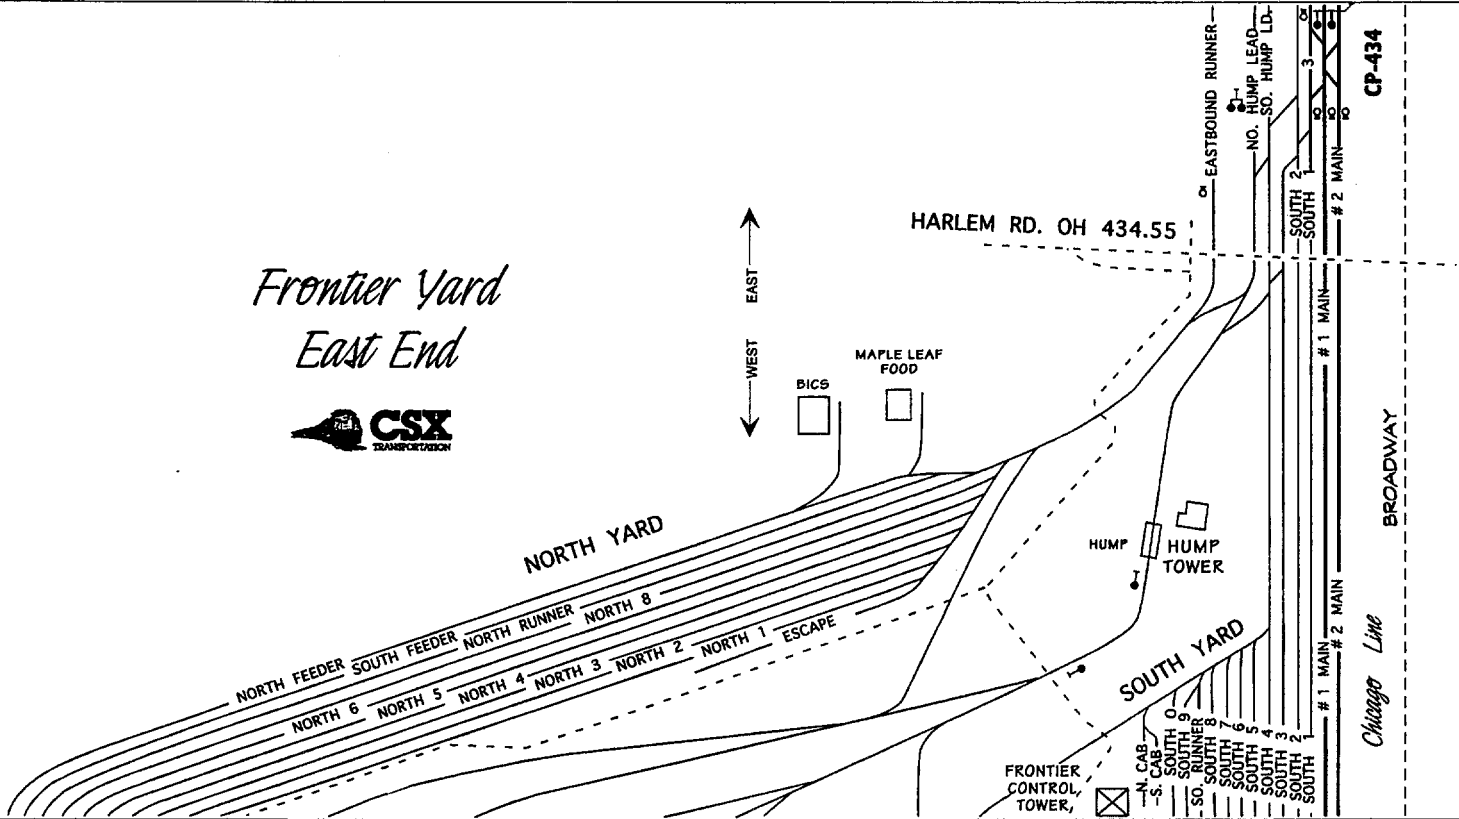 Frontier Yard
East End
CSX
TRANSPORTATION
EAST
WEST
BICS
MAPLE LEAF
FOOD
HARLEM RD. OH 434.55
EASTBOUND RUNNER
NO. HUMP LEAD
SO. HUMP LD.
3
CP-434
SOUTH 2
SOUTH 1
#2 MAIN
#1 MAIN
BROADWAY
NORTH YARD
HUMP
HUMP
TOWER
NORTH FEEDER
SOUTH FEEDER
NORTH RUNNER
NORTH 8
NORTH 6
NORTH 5
NORTH 4
NORTH 3
NORTH 2
NORTH 1
ESCAPE
SOUTH YARD
#1 MAIN
#2 MAIN
Chicago Line
FRONTIER
CONTROL
TOWER,
N. CAB
S. CAB
SOUTH 0
SOUTH 9
SO. RUNNER
SOUTH 8
SOUTH 7
SOUTH 6
SOUTH 5
SOUTH 4
SOUTH 3
SOUTH 2
SOUTH 1